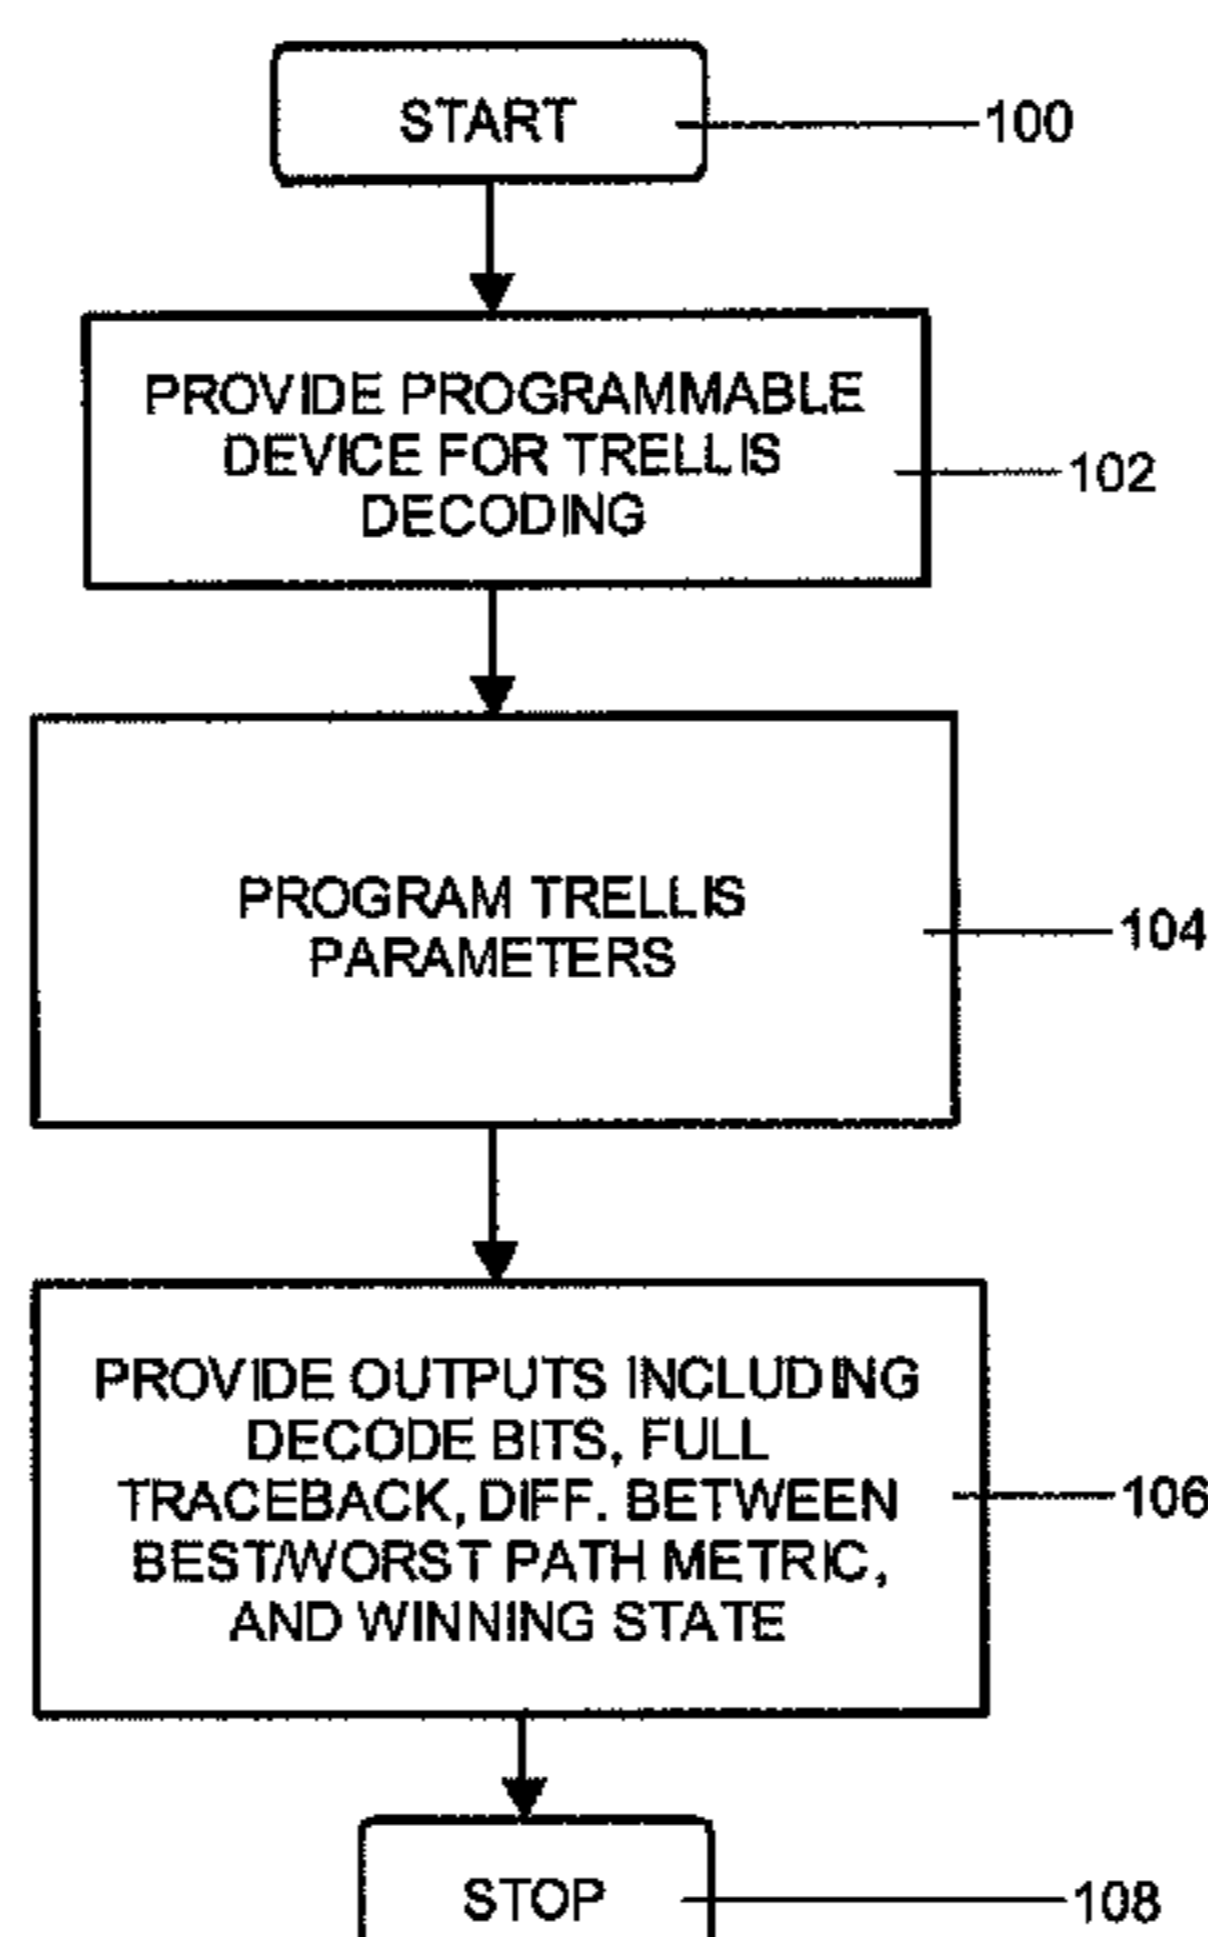 START
100
PROVIDE PROGRAMMABLE
DEVICE FOR TRELLIS
DECODING
102
PROGRAM TRELLIS
PARAMETERS
104
PROVIDE OUTPUTS INCLUDING
DECODE BITS, FULL
TRACEBACK, DIFF. BETWEEN
BEST/WORST PATH METRIC,
AND WINNING STATE
106
STOP
108